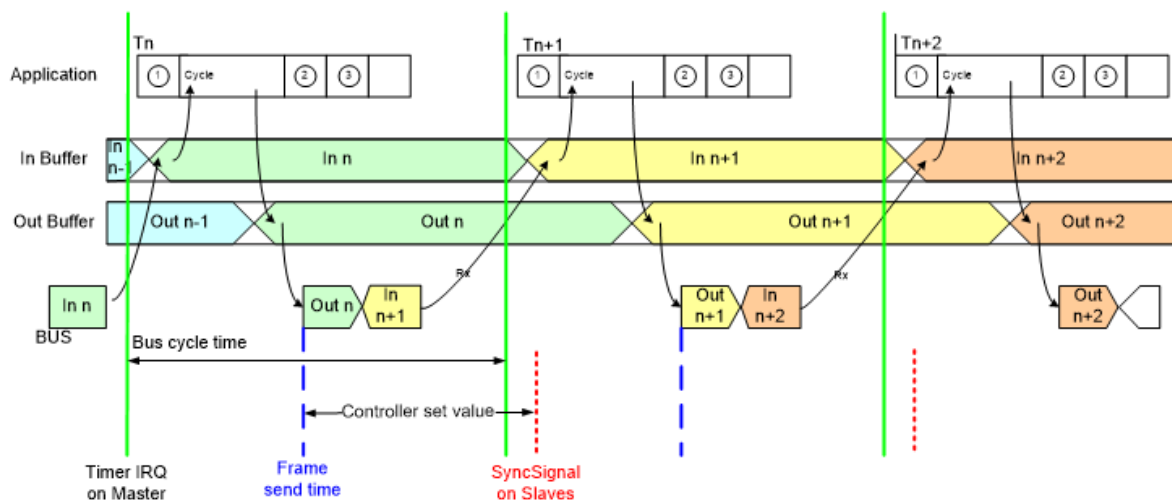 Tn
Tn+1
Tn+2
Application
1
Cycle
2
3
1
Cycle
2
3
1
Cycle
2
3
In Buffer
In
n-1
In n
In n+1
In n+2
Out Buffer
Out n-1
Out n
Out n+1
Out n+2
Rx
Rx
In n
Out n
In
n+1
Out
n+1
In
n+2
Out
n+2
BUS
Bus cycle time
Controller set value
Timer IRQ
on Master
Frame
send time
SyncSignal
on Slaves